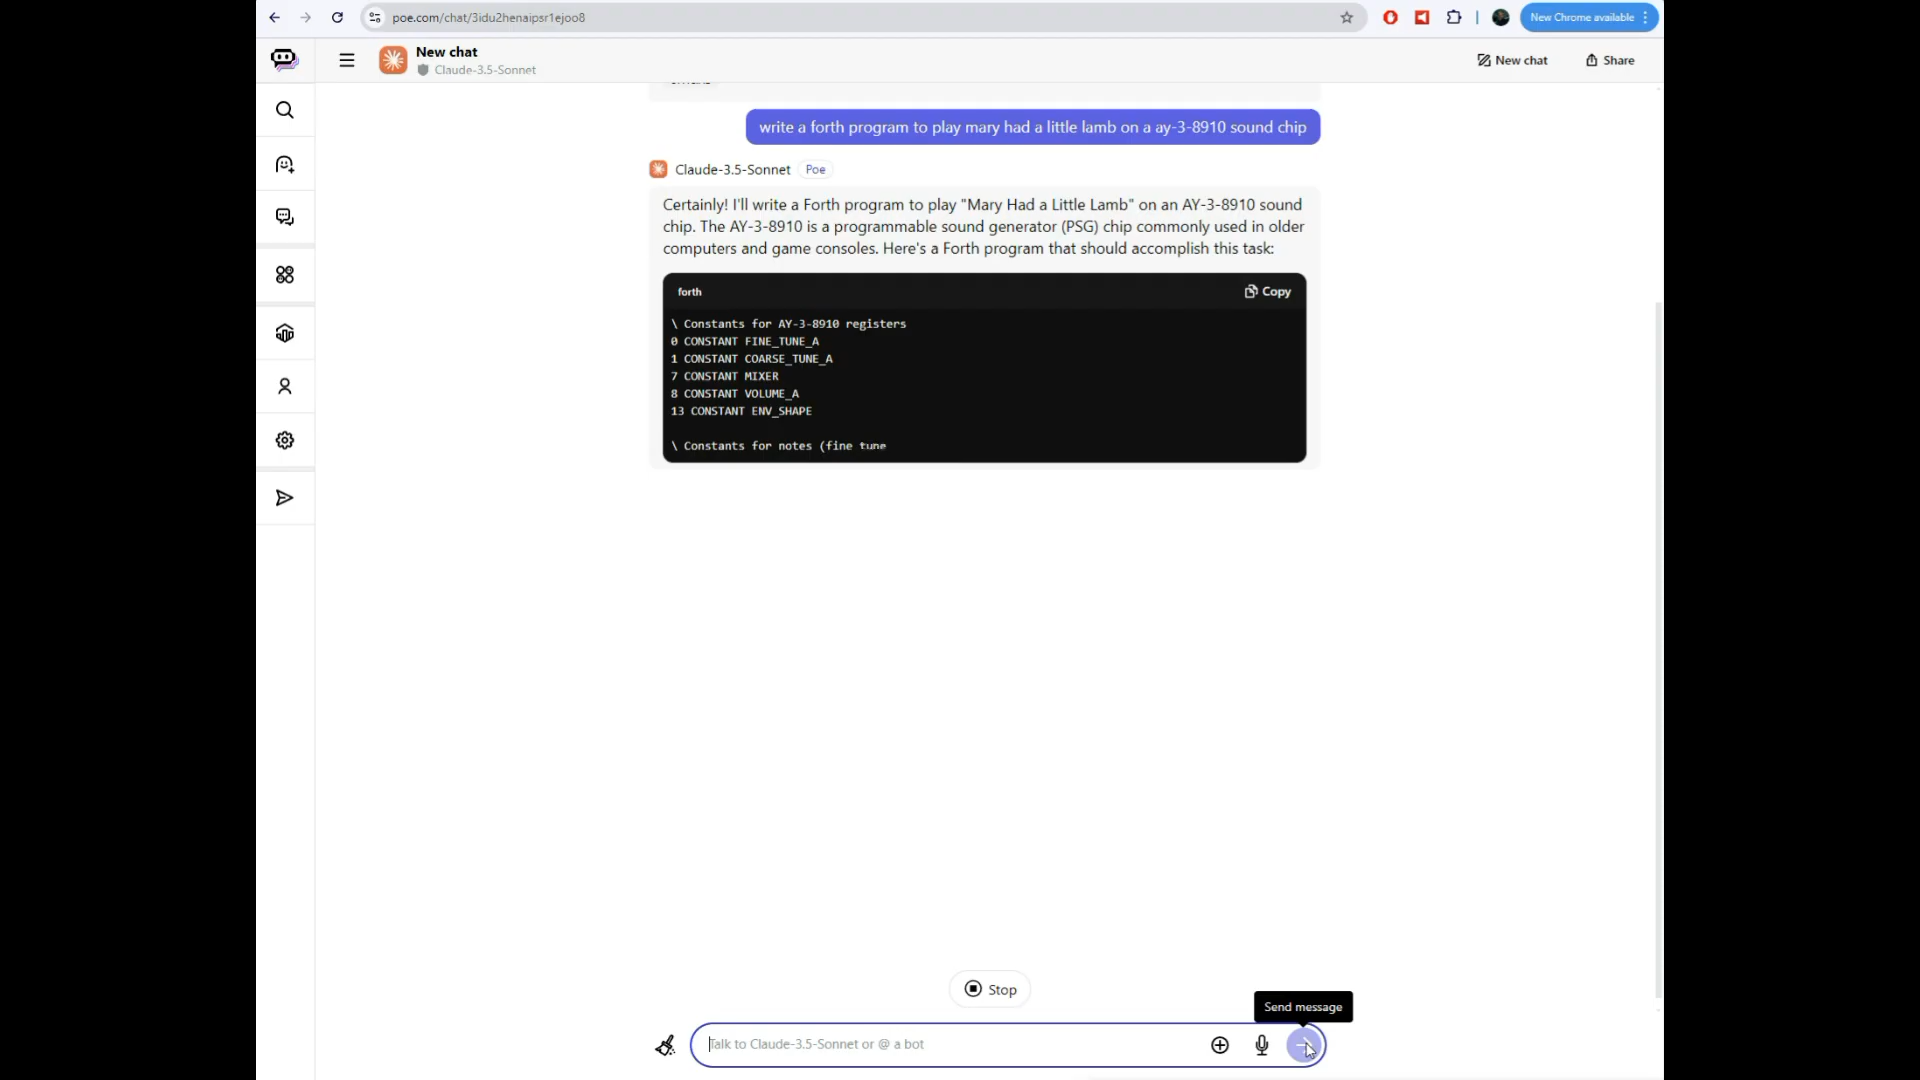 poe.com/chat/3idu2henaipsr1ejoo8
New Chrome available
New chat
Claude-3.5-Sonnet
New chat
Share
write a forth program to play mary had a little lamb on a ay-3-8910 sound chip
Claude-3.5-Sonnet Poe
Certainly! I'll write a Forth program to play "Mary Had a Little Lamb" on an AY-3-8910 sound
chip. The AY-3-8910 is a programmable sound generator (PSG) chip commonly used in older
computers and game consoles. Here's a Forth program that should accomplish this task:
forth
Copy
\ Constants for AY-3-8910 registers
0 CONSTANT FINE_TUNE_A
1 CONSTANT COARSE_TUNE_A
7 CONSTANT MIXER
8 CONSTANT VOLUME_A
13 CONSTANT ENV_SHAPE
\ Constants for notes (fine tune
Stop
Send message
Talk to Claude-3.5-Sonnet or @ a bot